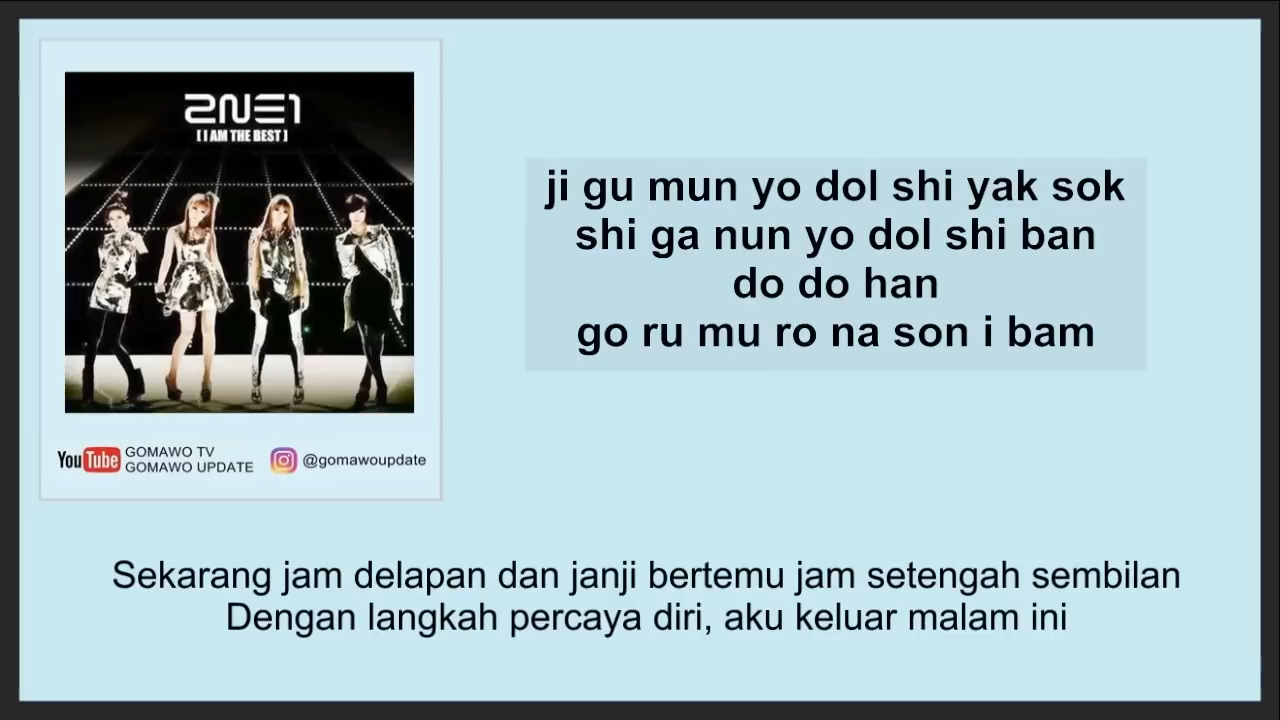 2NE1
[ I AM THE BEST ]
YouTube GOMAWO TV
GOMAWO UPDATE
@gomawoupdate
ji gu mun yo dol shi yak sok
shi ga nun yo dol shi ban
do do han
go ru mu ro na son i bam
Sekarang jam delapan dan janji bertemu jam setengah sembilan
Dengan langkah percaya diri, aku keluar malam ini